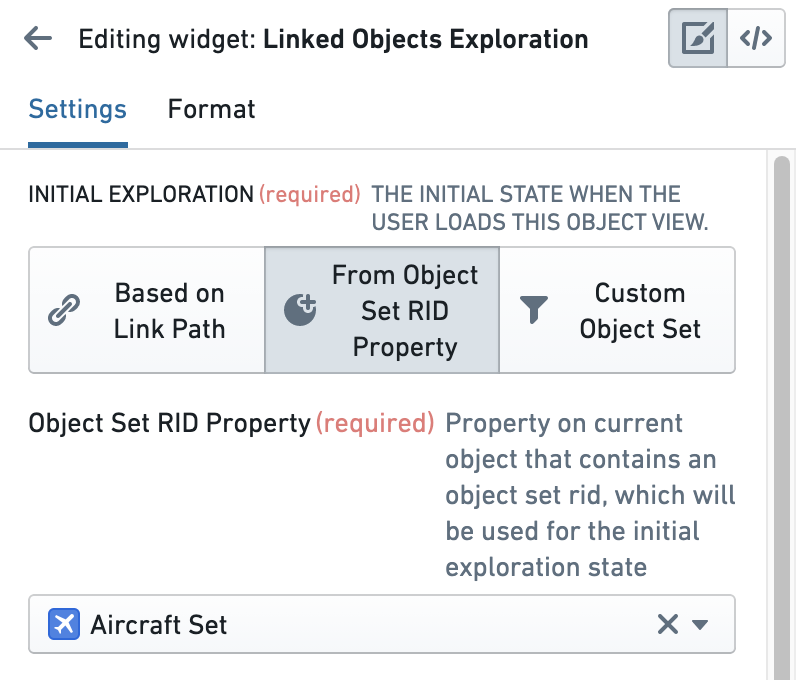 Editing widget: Linked Objects Exploration
</>
Settings Format
INITIAL EXPLORATION (required) THE INITIAL STATE WHEN THE
USER LOADS THIS OBJECT VIEW.
Based on
Link Path
From Object
Set RID
Property
Custom
Object Set
Object Set RID Property (required) Property on current
object that contains an
object set rid, which will
be used for the initial
exploration state
Aircraft Set